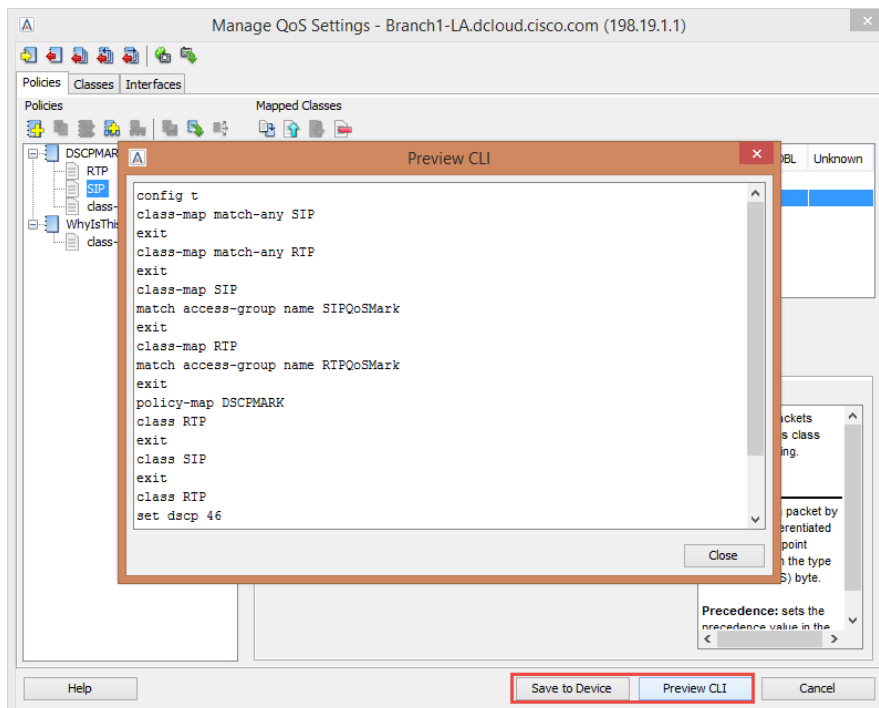 Manage QoS Settings - Branch1-LA.dcloud.cisco.com (198.19.1.1)
Policies Classes Interfaces
Policies
Mapped Classes
DSCPMAR
RTP
SIP
class-
WhyIsThi
class-
DBL Unknown
Preview CLI
config t
class-map match-any SIP
exit
class-map match-any RTP
exit
class-map SIP
match access-group name SIPQoSMark
exit
class-map RTP
match access-group name RTPQoSMark
exit
policy-map DSCPMARK
class RTP
exit
class SIP
exit
class RTP
set dscp 46
Close
ackets
s class
ing.
packet by
erentiated
point
n the type
S) byte.
Precedence: sets the
precedence value in the
Help
Save to Device
Preview CLI
Cancel